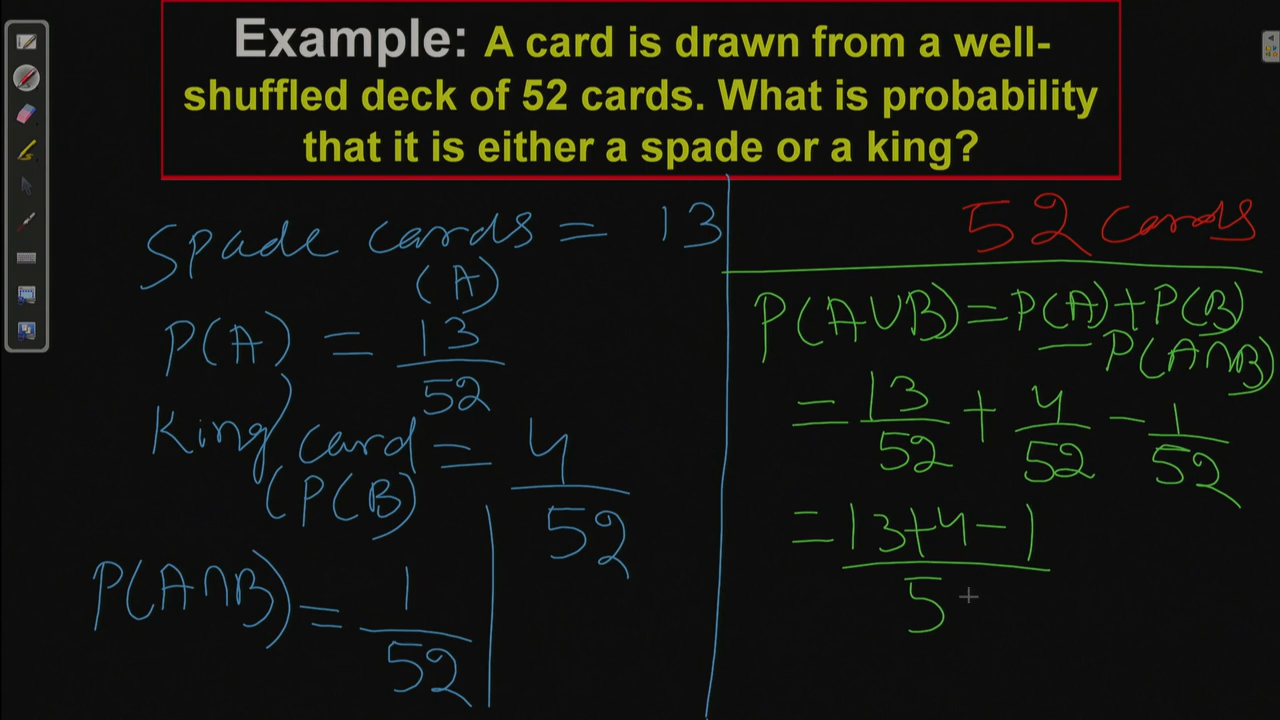 Example: A card is drawn from a well-
shuffled deck of 52 cards. What is probability
that it is either a spade or a king?
Spade cards = 13
(A)
P(A) = 13/52
King card = 4/52
(P(B)
P(A∩B) = 1/52
52 cards
P(A∪B) = P(A) + P(B)
- P(A∩B)
= 13/52 + 4/52 - 1/52
= 13+4-1/5